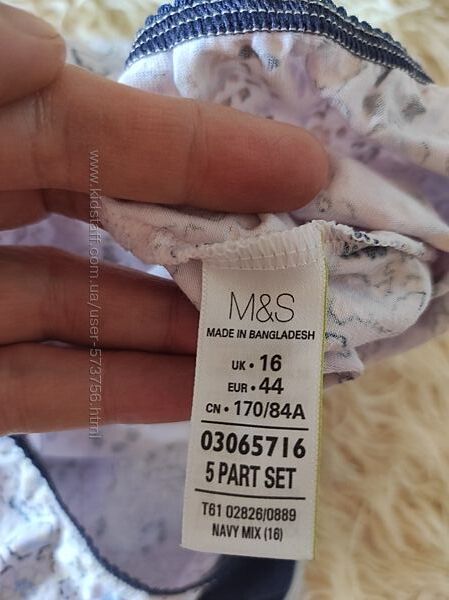 www.kidstaff.com.ua/user-573756.html
M&S
MADE IN BANGLADESH
UK • 16
EUR • 44
CN • 170/84A
03065716
5 PART SET
T61 02826/0889
NAVY MIX (16)